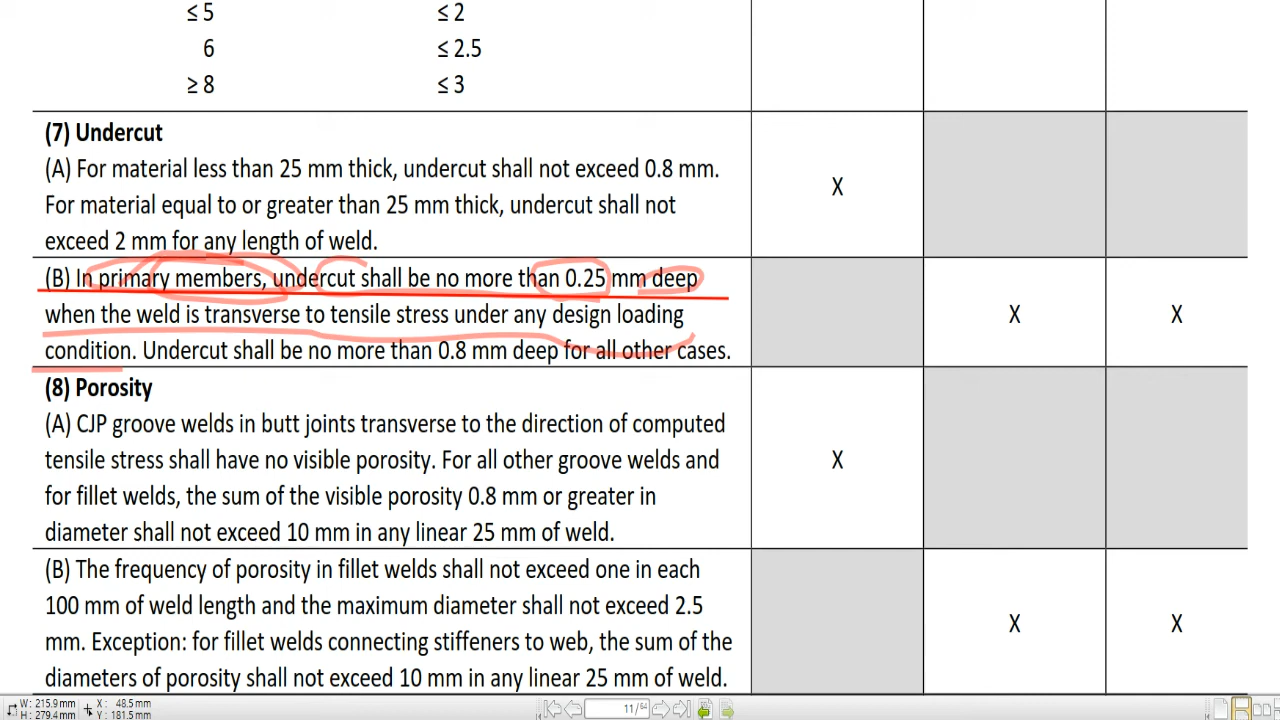 ≤ 5 ≤ 2
6 ≤ 2.5
≥ 8 ≤ 3
(7) Undercut
(A) For material less than 25 mm thick, undercut shall not exceed 0.8 mm.
For material equal to or greater than 25 mm thick, undercut shall not
exceed 2 mm for any length of weld.
X
(B) In primary members, undercut shall be no more than 0.25 mm deep
when the weld is transverse to tensile stress under any design loading
condition. Undercut shall be no more than 0.8 mm deep for all other cases.
X X
(8) Porosity
(A) CJP groove welds in butt joints transverse to the direction of computed
tensile stress shall have no visible porosity. For all other groove welds and
for fillet welds, the sum of the visible porosity 0.8 mm or greater in
diameter shall not exceed 10 mm in any linear 25 mm of weld.
X
(B) The frequency of porosity in fillet welds shall not exceed one in each
100 mm of weld length and the maximum diameter shall not exceed 2.5
mm. Exception: for fillet welds connecting stiffeners to web, the sum of the
diameters of porosity shall not exceed 10 mm in any linear 25 mm of weld.
X X
W: 215.9 mm X: 48.5 mm
H: 279.4 mm Y: 181.5 mm
11/64